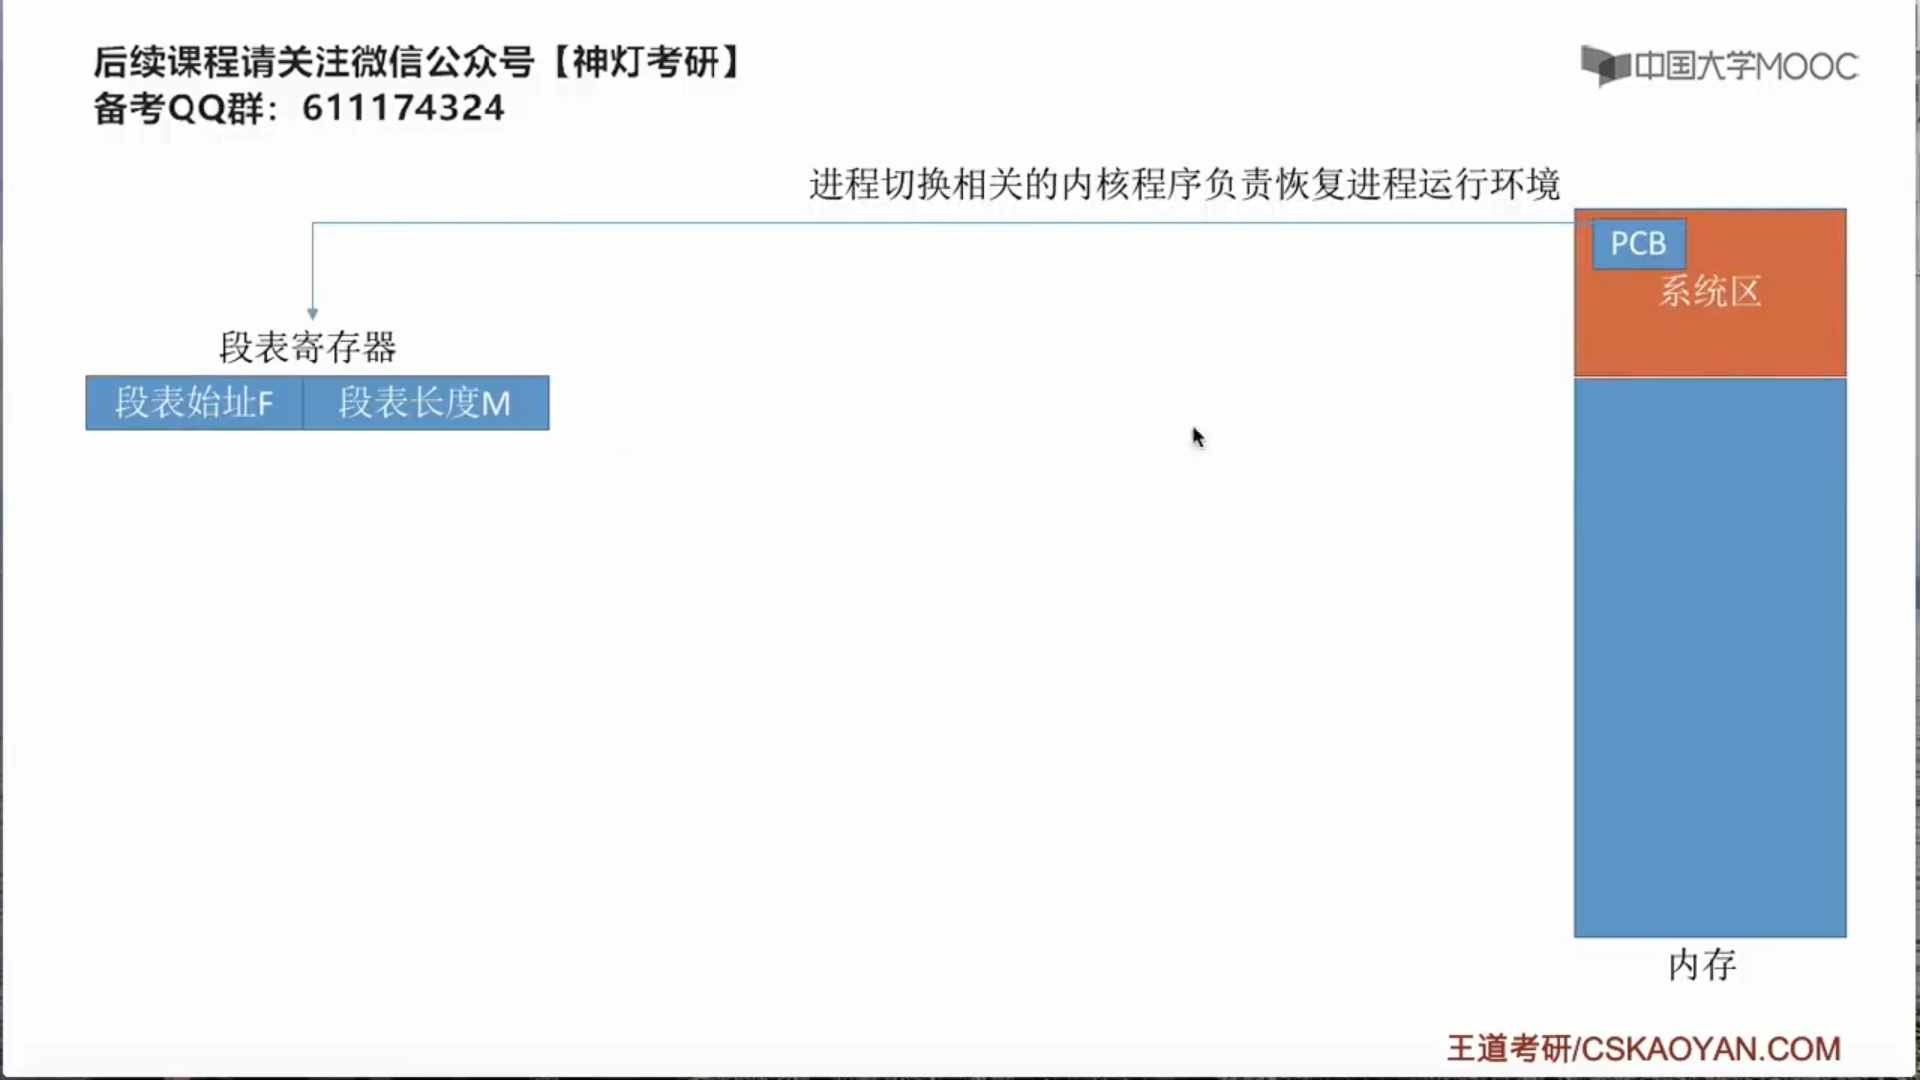 后续课程请关注微信公众号【神灯考研】
备考QQ群：611174324
中国大学MOOC
进程切换相关的内核程序负责恢复进程运行环境
PCB
系统区
段表寄存器
段表始址F
段表长度M
内存
王道考研/CSKAOYAN.COM